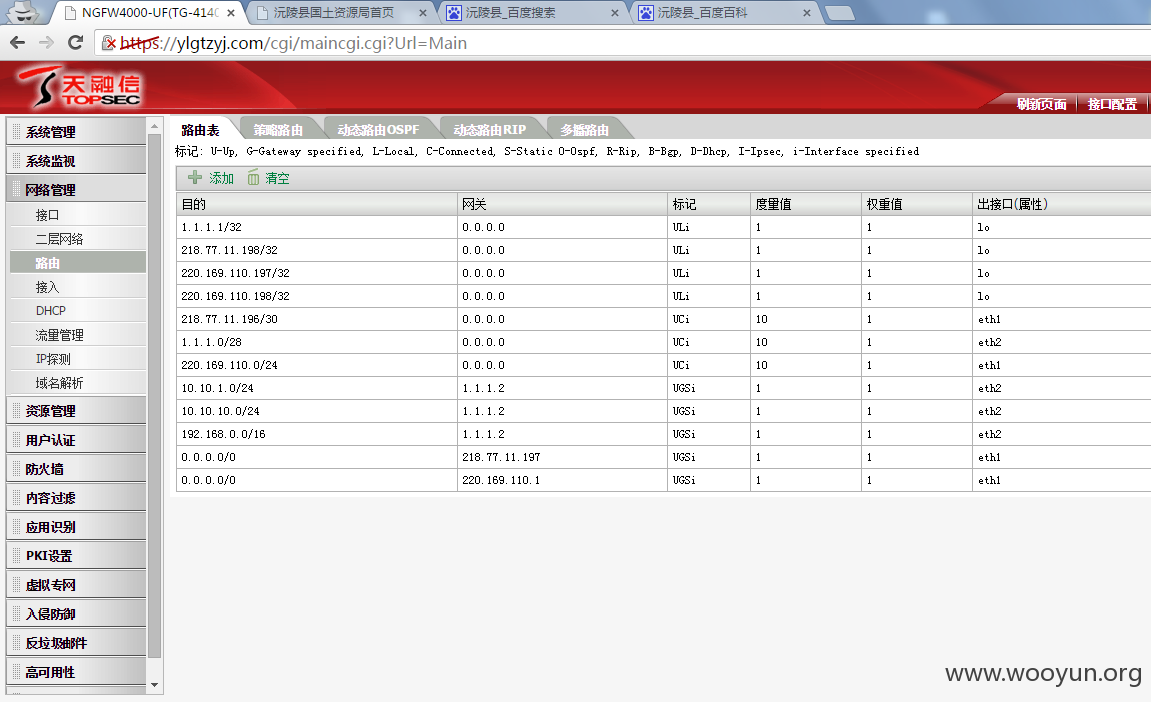 NGFW4000-UF(TG-414 沅陵县国土资源局首页 沅陵县_百度搜索 沅陵县_百度百科
https://ylgtzyj.com/cgi/maincgi.cgi?Url=Main
天融信
TOPSEC
刷新页面 接口配置
系统管理
系统监视
网络管理
接口
二层网络
路由
接入
DHCP
流量管理
IP探测
域名解析
资源管理
用户认证
防火墙
内容过滤
应用识别
PKI设置
虚拟专网
入侵防御
反垃圾邮件
高可用性
路由表 策略路由 动态路由OSPF 动态路由RIP 多播路由
标记: U-Up, G-Gateway specified, L-Local, C-Connected, S-Static O-Ospf, R-Rip, B-Bgp, D-Dhcp, I-Ipsec, i-Interface specified
添加 清空
目的 网关 标记 度量值 权重值 出接口(属性)
1.1.1.1/32 0.0.0.0 ULi 1 1 lo
218.77.11.198/32 0.0.0.0 ULi 1 1 lo
220.169.110.197/32 0.0.0.0 ULi 1 1 lo
220.169.110.198/32 0.0.0.0 ULi 1 1 lo
218.77.11.196/30 0.0.0.0 UCi 10 1 eth1
1.1.1.0/28 0.0.0.0 UCi 10 1 eth2
220.169.110.0/24 0.0.0.0 UCi 10 1 eth1
10.10.1.0/24 1.1.1.2 UGSi 1 1 eth2
10.10.10.0/24 1.1.1.2 UGSi 1 1 eth2
192.168.0.0/16 1.1.1.2 UGSi 1 1 eth2
0.0.0.0/0 218.77.11.197 UGSi 1 1 eth1
0.0.0.0/0 220.169.110.1 UGSi 1 1 eth1
www.wooyun.org